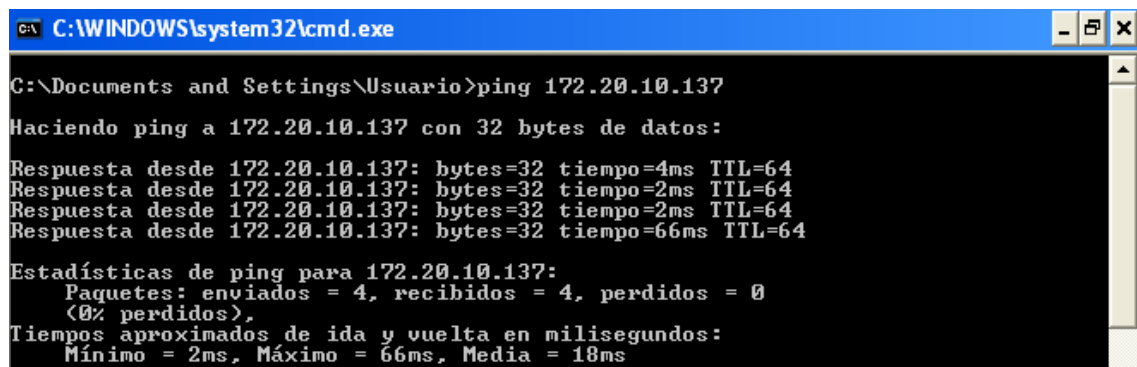 C:\WINDOWS\system32\cmd.exe
C:\Documents and Settings\Usuario>ping 172.20.10.137
Haciendo ping a 172.20.10.137 con 32 bytes de datos:
Respuesta desde 172.20.10.137: bytes=32 tiempo=4ms TTL=64
Respuesta desde 172.20.10.137: bytes=32 tiempo=2ms TTL=64
Respuesta desde 172.20.10.137: bytes=32 tiempo=2ms TTL=64
Respuesta desde 172.20.10.137: bytes=32 tiempo=66ms TTL=64
Estadísticas de ping para 172.20.10.137:
Paquetes: enviados = 4, recibidos = 4, perdidos = 0
(0% perdidos),
Tiempos aproximados de ida y vuelta en milisegundos:
Mínimo = 2ms, Máximo = 66ms, Media = 18ms